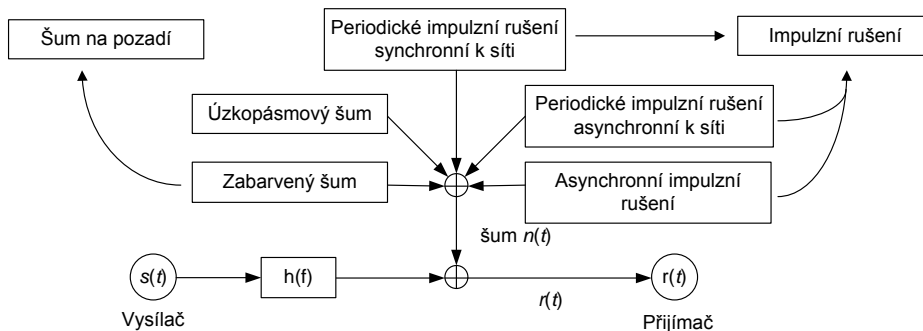 Periodické impulzní rušení
synchronní k síti
Šum na pozadí
Impulzní rušení
Úzkopásmový šum
Periodické impulzní rušení
asynchronní k síti
Zabarvený šum
Asynchronní impulzní
rušení
šum n(t)
s(t)
h(f)
r(t)
r(t)
Vysílač
Přijímač